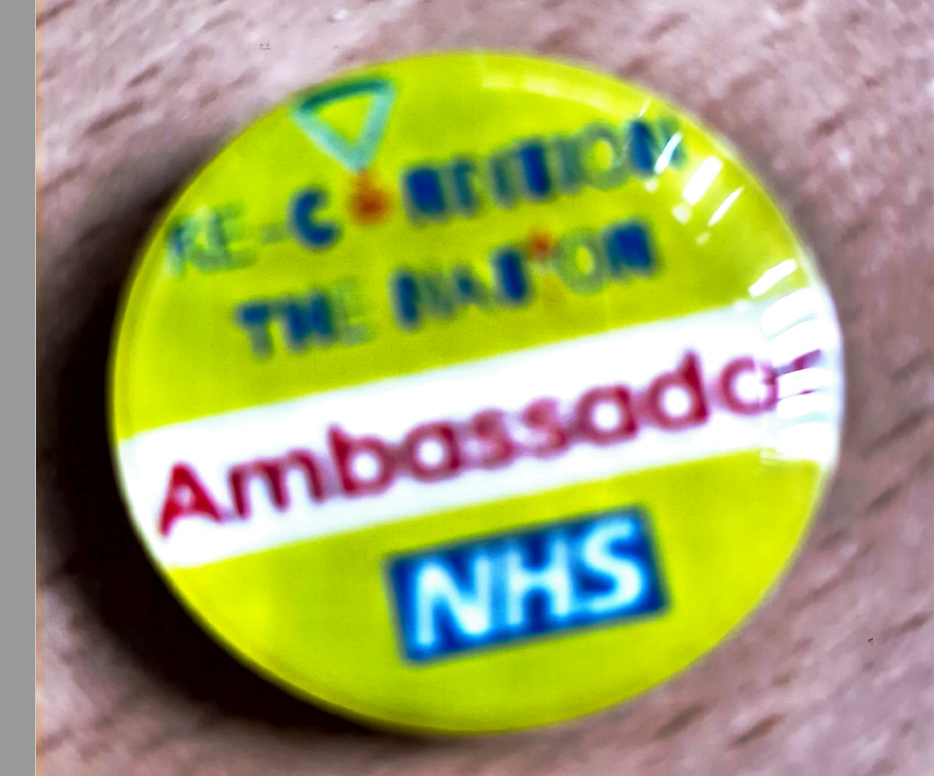 RE-CONDITION
THE NATION
Ambassador
NHS